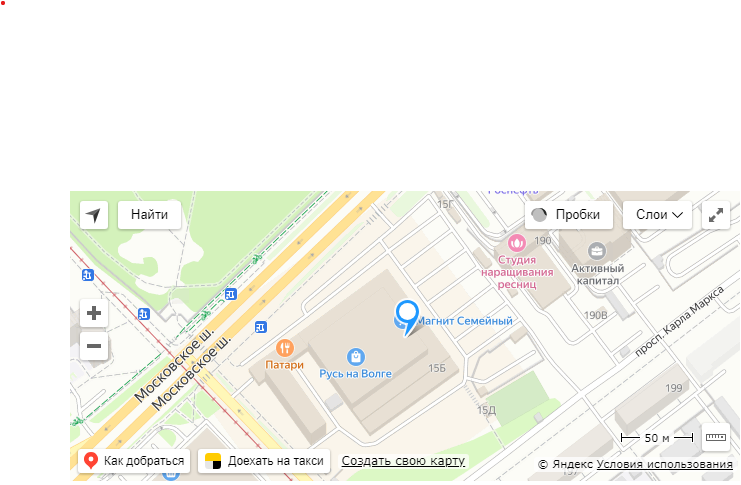 Роснефть
Найти
15Г
Пробки
Слои
190
Студия
наращивания
ресниц
Активный
капитал
190В
Магнит Семейный
просп. Карла Маркса
Московское ш.
Московское ш.
Патари
Русь на Волге
15Б
199
15Д
50 м
157
Как добраться
Доехать на такси
Создать свою карту
© Яндекс Условия использования